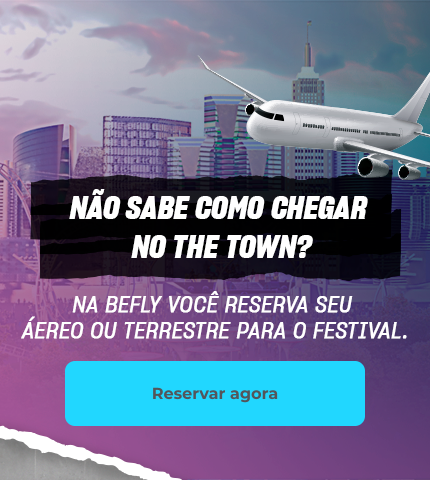 NÃO SABE COMO CHEGAR
NO THE TOWN?
NA BEFLY VOCÊ RESERVA SEU
ÁEREO OU TERRESTRE PARA O FESTIVAL.
Reservar agora